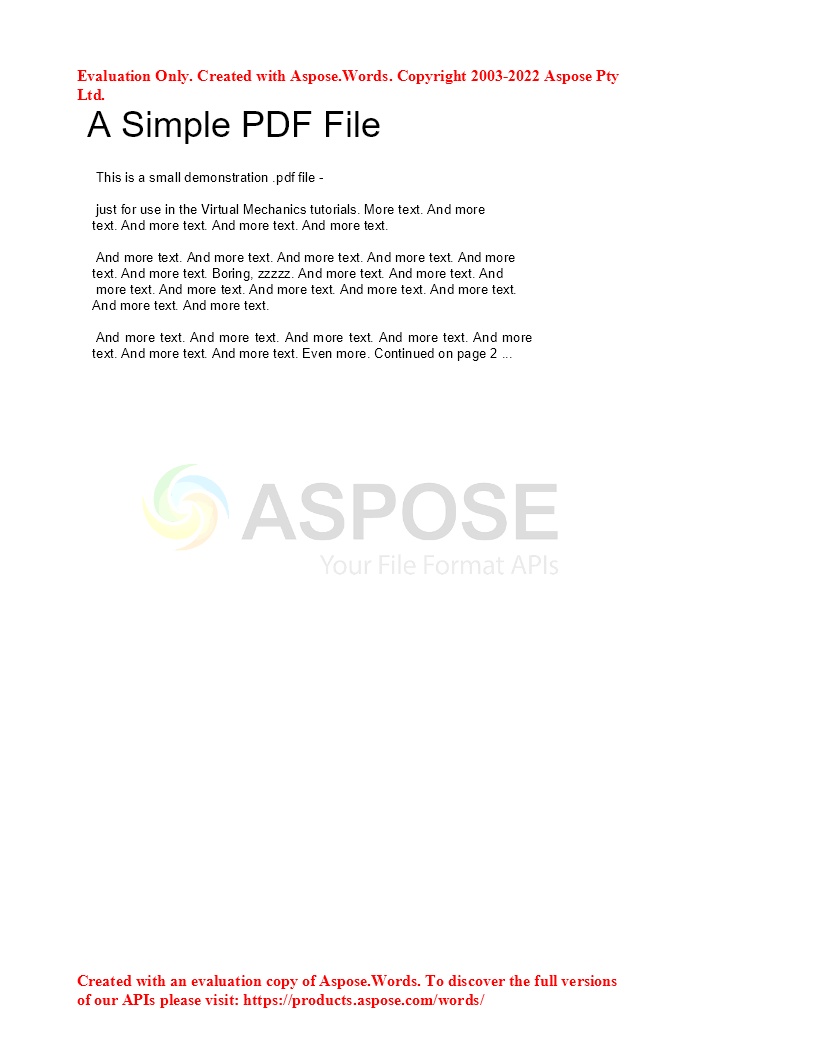 Evaluation Only. Created with Aspose.Words. Copyright 2003-2022 Aspose Pty
Ltd.
A Simple PDF File
This is a small demonstration .pdf file -
just for use in the Virtual Mechanics tutorials. More text. And more
text. And more text. And more text. And more text.
And more text. And more text. And more text. And more text. And more
text. And more text. Boring, zzzzz. And more text. And more text. And
more text. And more text. And more text. And more text. And more text.
And more text. And more text.
And more text. And more text. And more text. And more text. And more
text. And more text. And more text. Even more. Continued on page 2 ...
ASPOSE
Your File Format APIs
Created with an evaluation copy of Aspose.Words. To discover the full versions
of our APIs please visit: https://products.aspose.com/words/